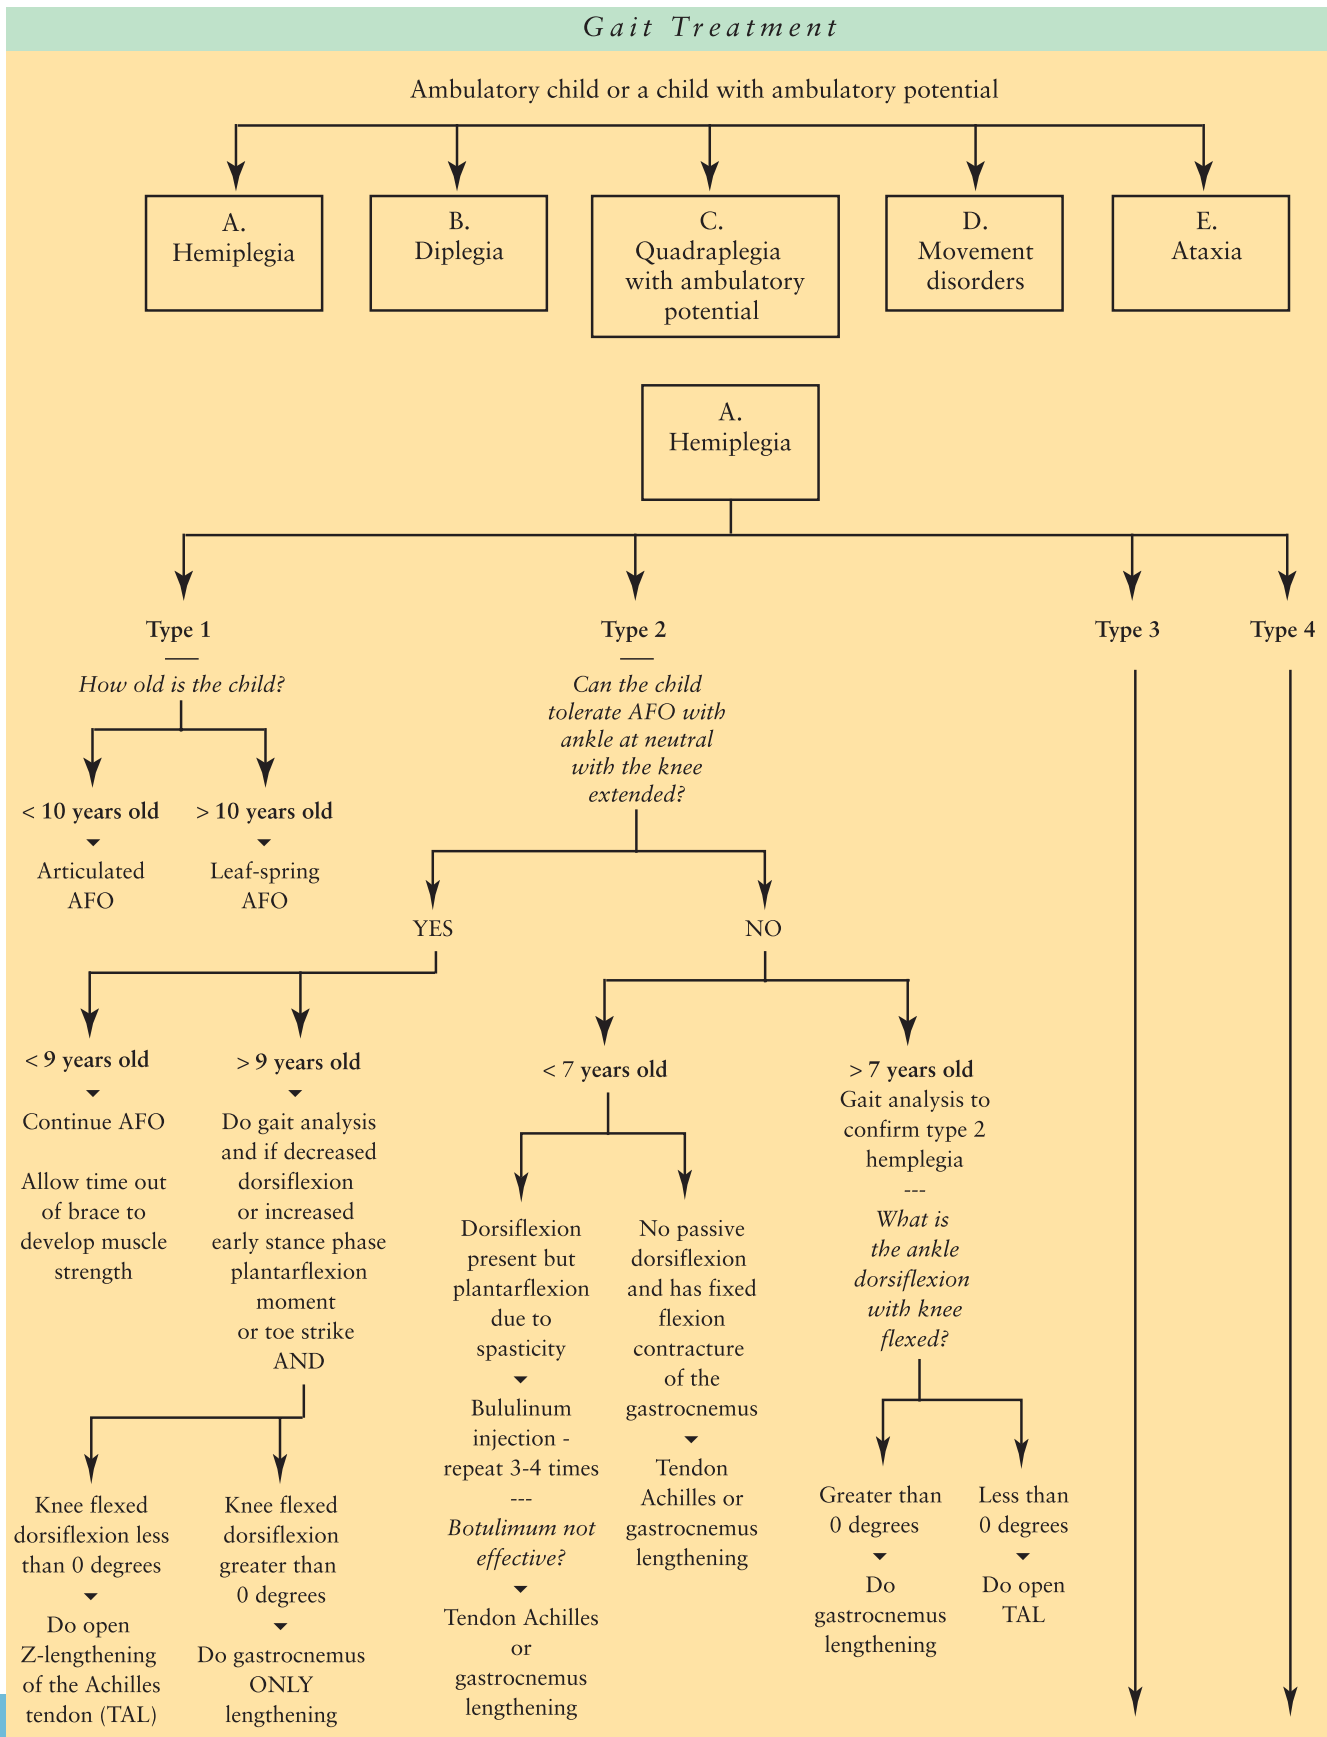 Gait Treatment
Ambulatory child or a child with ambulatory potential
A.
Hemiplegia
B.
Diplegia
C.
Quadraplegia
with ambulatory
potential
D.
Movement
disorders
E.
Ataxia
A.
Hemiplegia
Type 1
How old is the child?
< 10 years old
Articulated
AFO
> 10 years old
Leaf-spring
AFO
Type 2
Can the child
tolerate AFO with
ankle at neutral
with the knee
extended?
YES
< 9 years old
Continue AFO
Allow time out
of brace to
develop muscle
strength
> 9 years old
Do gait analysis
and if decreased
dorsiflexion
or increased
early stance phase
plantarflexion
moment
or toe strike
AND
Knee flexed
dorsiflexion less
than 0 degrees
Do open
Z-lengthening
of the Achilles
tendon (TAL)
Knee flexed
dorsiflexion
greater than
0 degrees
Do gastrocnemus
ONLY
lengthening
NO
< 7 years old
Dorsiflexion
present but
plantarflexion
due to
spasticity
Bululinum
injection -
repeat 3-4 times
---
Botulimum not
effective?
Tendon Achilles
or
gastrocnemus
lengthening
No passive
dorsiflexion
and has fixed
flexion
contracture
of the
gastrocnemus
Tendon
Achilles or
gastrocnemus
lengthening
> 7 years old
Gait analysis to
confirm type 2
hemplegia
---
What is
the ankle
dorsiflexion
with knee
flexed?
Greater than
0 degrees
Do
gastrocnemus
lengthening
Less than
0 degrees
Do open
TAL
Type 3
Type 4